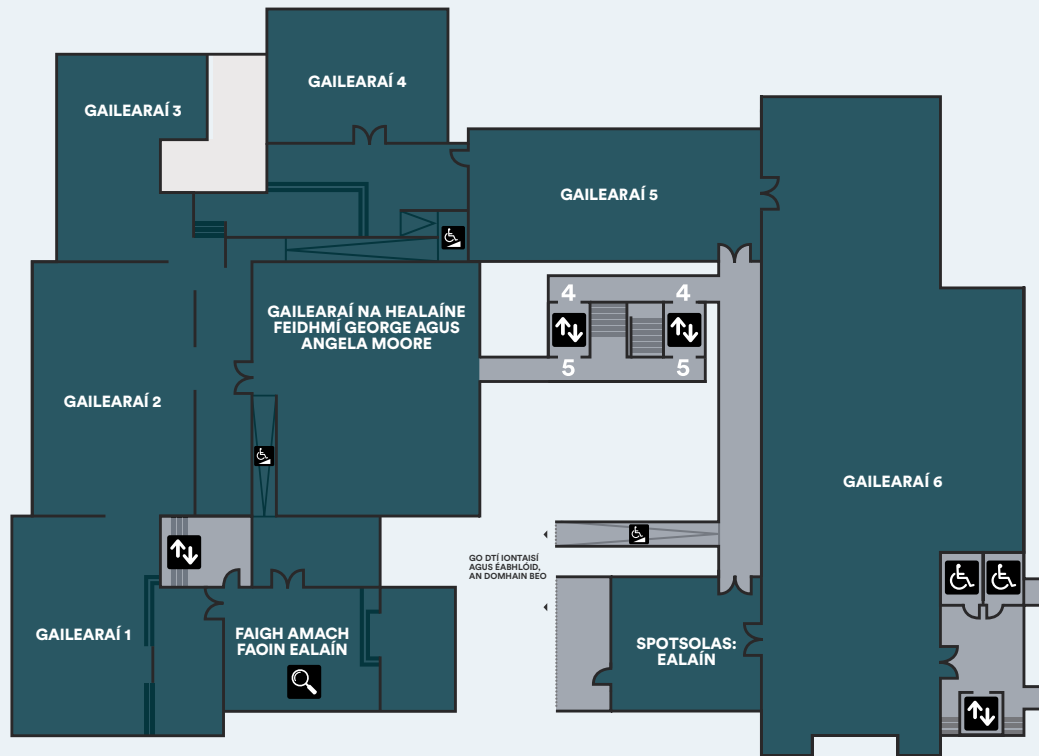 GAILEARAÍ 4
GAILEARAÍ 3
GAILEARAÍ 5
4
4
GAILEARAÍ NA HEALAÍNE
FEIDHMÍ GEORGE AGUS
ANGELA MOORE
5
5
GAILEARAÍ 2
GAILEARAÍ 6
GO DTÍ IONTAISÍ
AGUS ÉABHLÓID,
AN DOMHAIN BEO
GAILEARAÍ 1
FAIGH AMACH
FAOIN EALAÍN
SPOTSOLAS:
EALAÍN